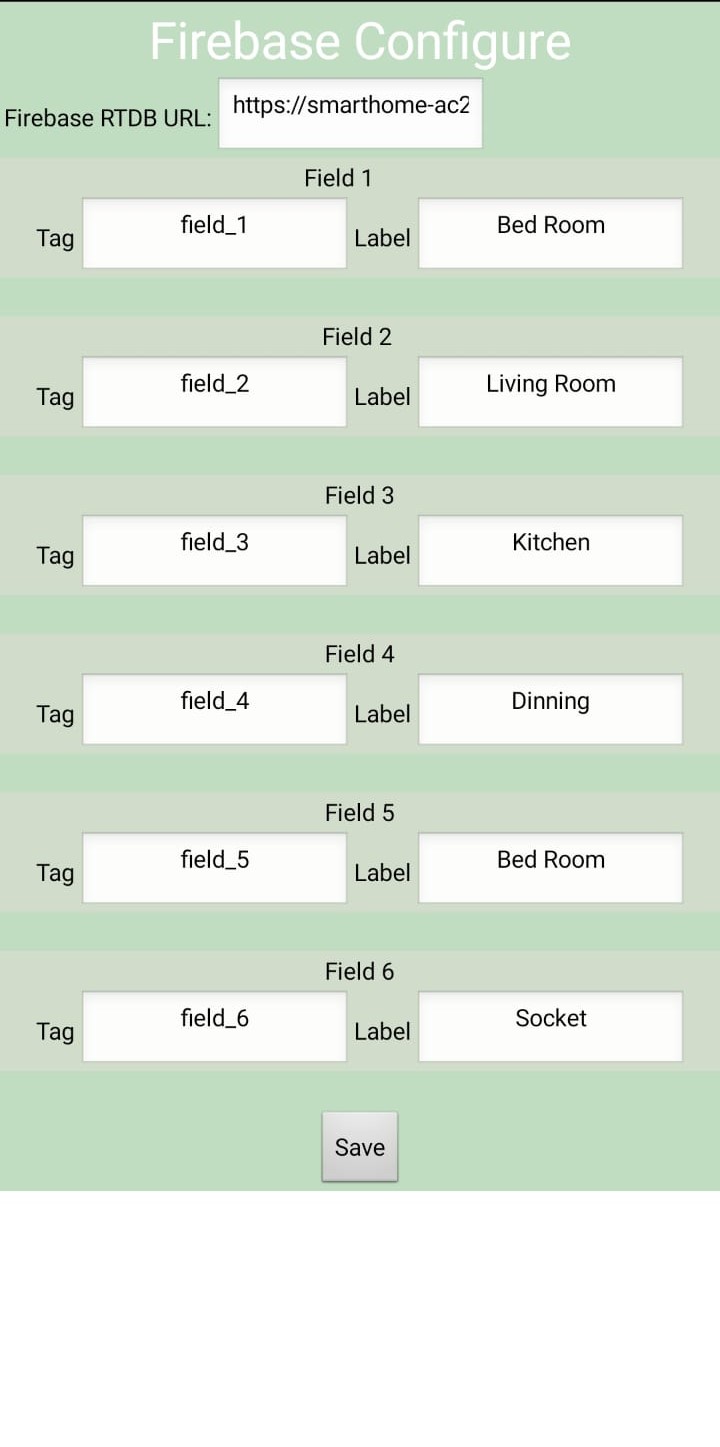 Firebase Configure
Firebase RTDB URL: https://smarthome-ac2
Field 1
Tag field_1 Label Bed Room
Field 2
Tag field_2 Label Living Room
Field 3
Tag field_3 Label Kitchen
Field 4
Tag field_4 Label Dinning
Field 5
Tag field_5 Label Bed Room
Field 6
Tag field_6 Label Socket
Save